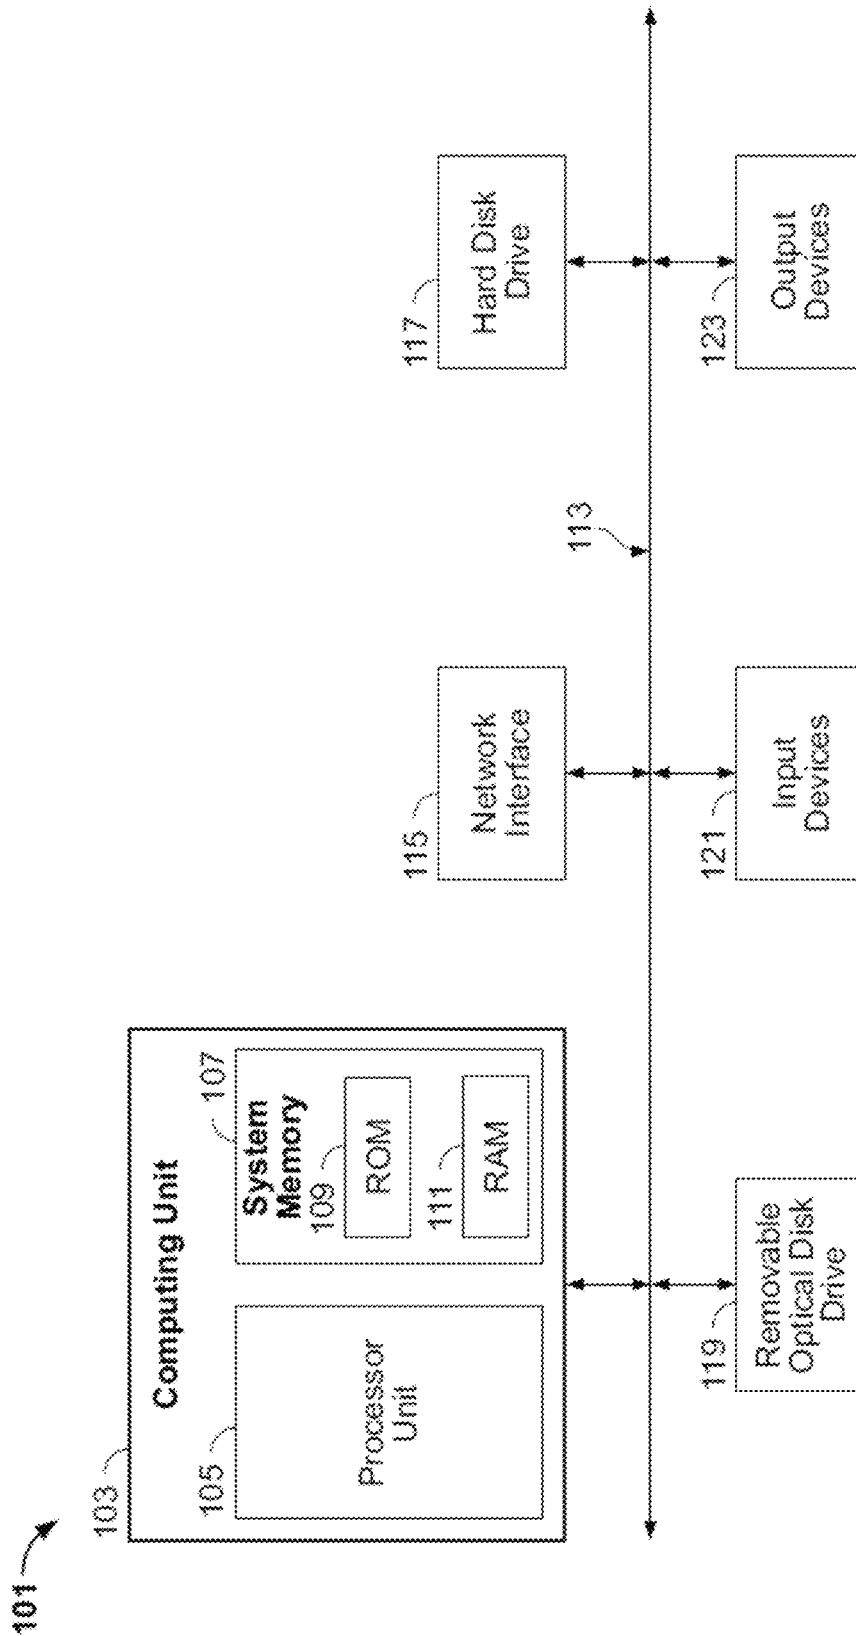 101
103
Computing Unit
105
Processor
Unit
107
System
Memory
109
ROM
111
RAM
115
Network
Interface
117
Hard Disk
Drive
113
119
Removable
Optical Disk
Drive
121
Input
Devices
123
Output
Devices